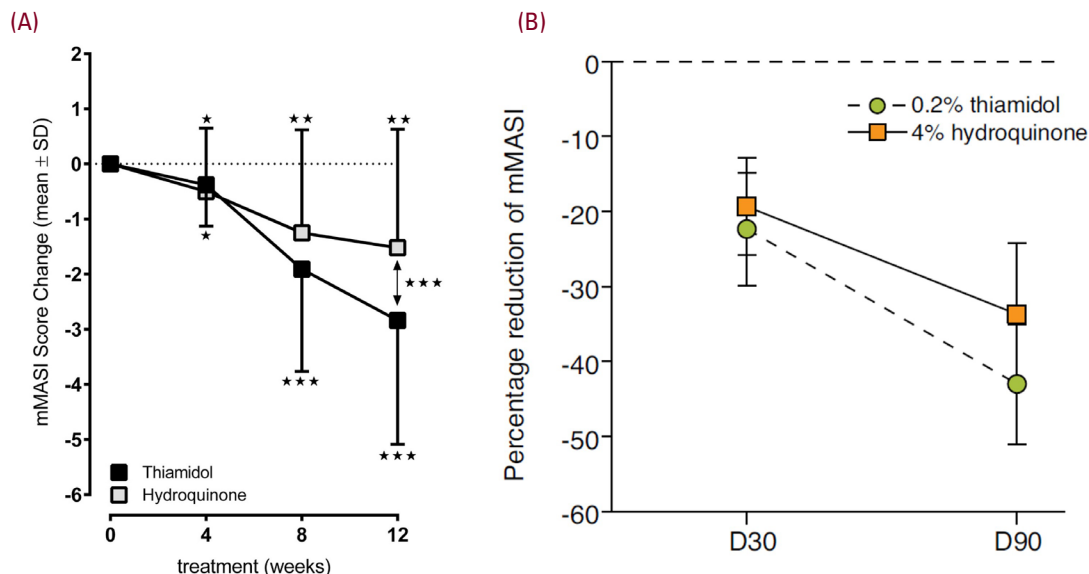 (A)
mMASI Score Change (mean ± SD)
2
1
0
-1
-2
-3
-4
-5
-6
★
★★
★★
★
★★★
★★★
★★★
Thiamidol
Hydroquinone
0
4
8
12
treatment (weeks)
(B)
Percentage reduction of mMASI
0
-10
-20
-30
-40
-50
-60
0.2% thiamidol
4% hydroquinone
D30
D90